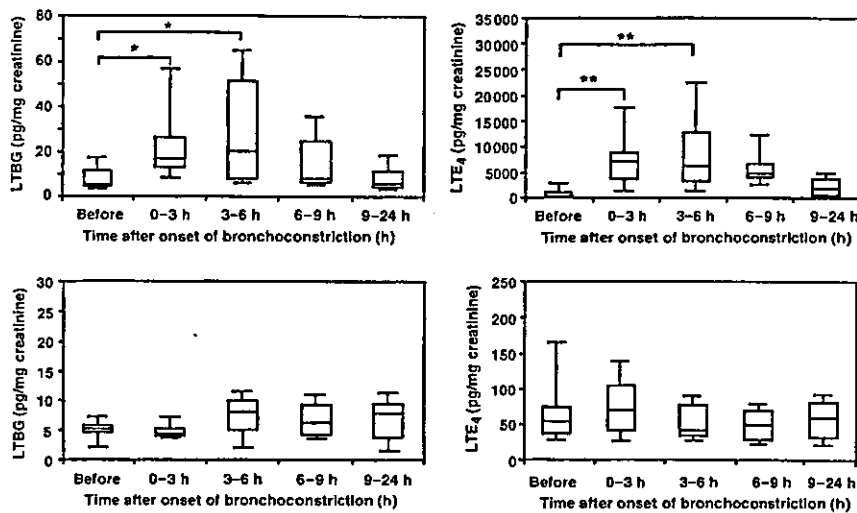 LTBG (pg/mg creatinine)
80
60
40
20
0
*
*
Before 0–3 h 3–6 h 6–9 h 9–24 h
Time after onset of bronchoconstriction (h)
LTE₄ (pg/mg creatinine)
35000
30000
25000
20000
15000
10000
5000
0
**
**
Before 0–3 h 3–6 h 6–9 h 9–24 h
Time after onset of bronchoconstriction (h)
LTBG (pg/mg creatinine)
30
25
20
15
10
5
0
Before 0–3 h 3–6 h 6–9 h 9–24 h
Time after onset of bronchoconstriction (h)
LTE₄ (pg/mg creatinine)
250
200
150
100
50
0
Before 0–3 h 3–6 h 6–9 h 9–24 h
Time after onset of bronchoconstriction (h)